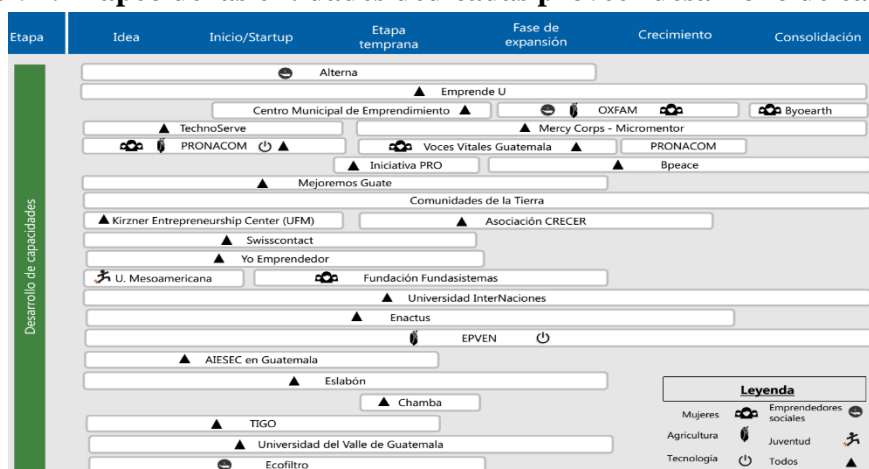 Etapa Idea Inicio/Startup Etapa temprana Fase de expansión Crecimiento Consolidación
Desarrollo de capacidades
Alterna
Emprende U
Centro Municipal de Emprendimiento OXFAM Byoearth
TechnoServe Mercy Corps - Micromentor
PRONACOM Voces Vitales Guatemala PRONACOM
Iniciativa PRO Bpeace
Mejoremos Guate
Comunidades de la Tierra
Kirzner Entrepreneurship Center (UFM) Asociación CRECER
Swisscontact
Yo Emprendedor
U. Mesoamericana Fundación Fundasistemas
Universidad InterNaciones
Enactus
EPVEN
AIESEC en Guatemala
Eslabón
Chamba
TIGO
Universidad del Valle de Guatemala
Ecofiltro
Leyenda
Mujeres Emprendedores sociales
Agricultura Juventud
Tecnología Todos